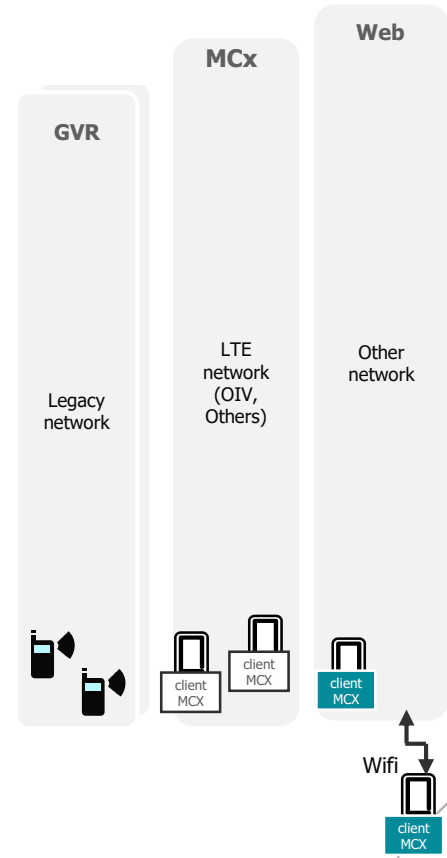 Web
MCx
GVR
LTE
network
(OIV,
Others)
Other
network
Legacy
network
client
MCX
client
MCX
client
MCX
Wifi
client
MCX